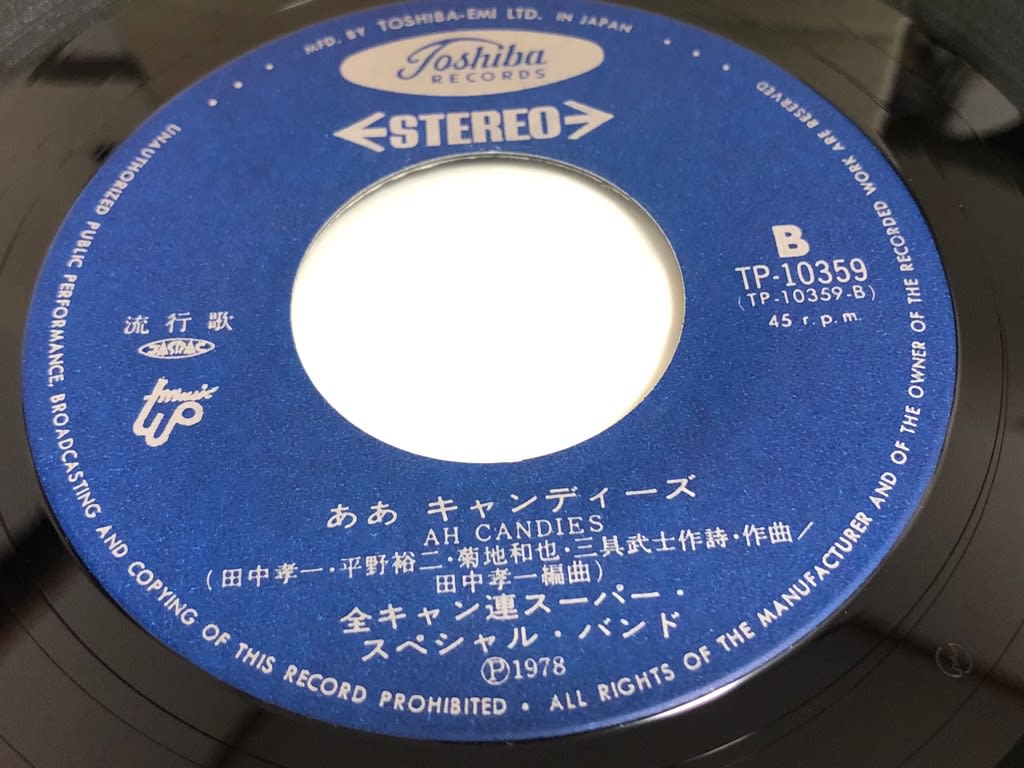 MFD. BY TOSHIBA-EMI LTD. IN JAPAN
Toshiba
RECORDS
STEREO
B
TP-10359
(TP-10359-B)
45 r.p.m.
流行歌
JASRAC
music
ああ キャンディーズ
AH CANDIES
(田中孝一・平野裕二・菊地和也・三具武士作詩・作曲/
田中孝一編曲)
全キャン連スーパー・
スペシャル・バンド
Ⓟ1978
UNAUTHORIZED PUBLIC PERFORMANCE, BROADCASTING AND COPYING OF THIS RECORD PROHIBITED • ALL RIGHTS OF THE MANUFACTURER AND OF THE OWNER OF THE RECORDED WORK ARE RESERVED